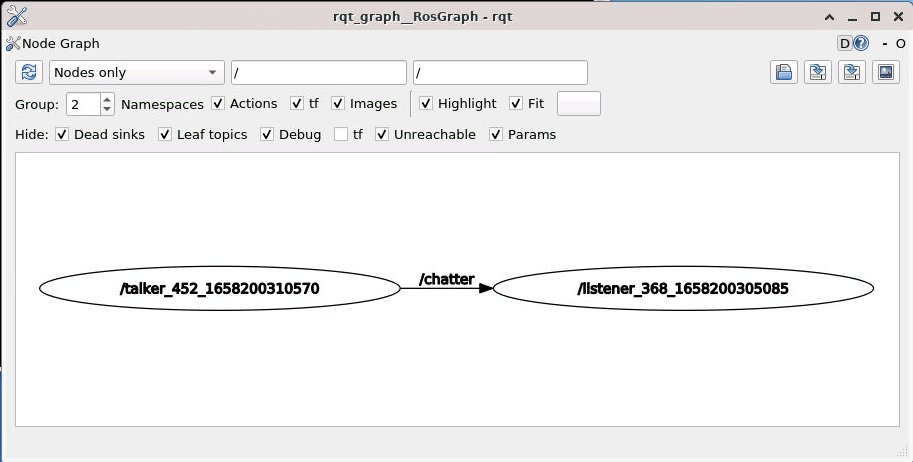 rqt_graph__RosGraph - rqt
Node Graph D ? - O
Nodes only / /
Group: 2 Namespaces Actions tf Images Highlight Fit
Hide: Dead sinks Leaf topics Debug tf Unreachable Params
/chatter
/talker_452_1658200310570 /listener_368_1658200305085